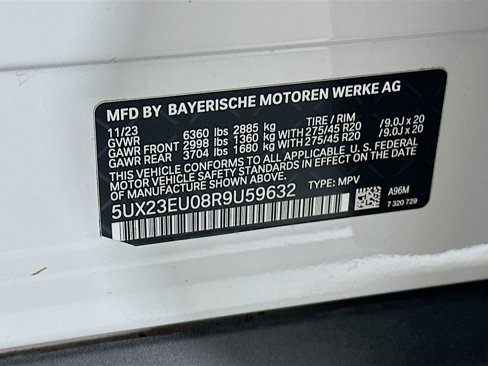 MFD BY BAYERISCHE MOTOREN WERKE AG
11/23 6360 lbs 2885 kg TIRE / RIM
GVWR
GAWR FRONT 2998 lbs 1360 kg WITH 275/45 R20 /9.0J x 20
GAWR REAR 3704 lbs 1680 kg WITH 275/45 R20 /9.0J x 20
THIS VEHICLE CONFORMS TO ALL APPLICABLE U. S. FEDERAL
MOTOR VEHICLE SAFETY STANDARDS IN EFFECT ON THE DATE
OF MANUFACTURE SHOWN ABOVE.
5UX23EU08R9U59632 TYPE: MPV
A96M
7 320 729